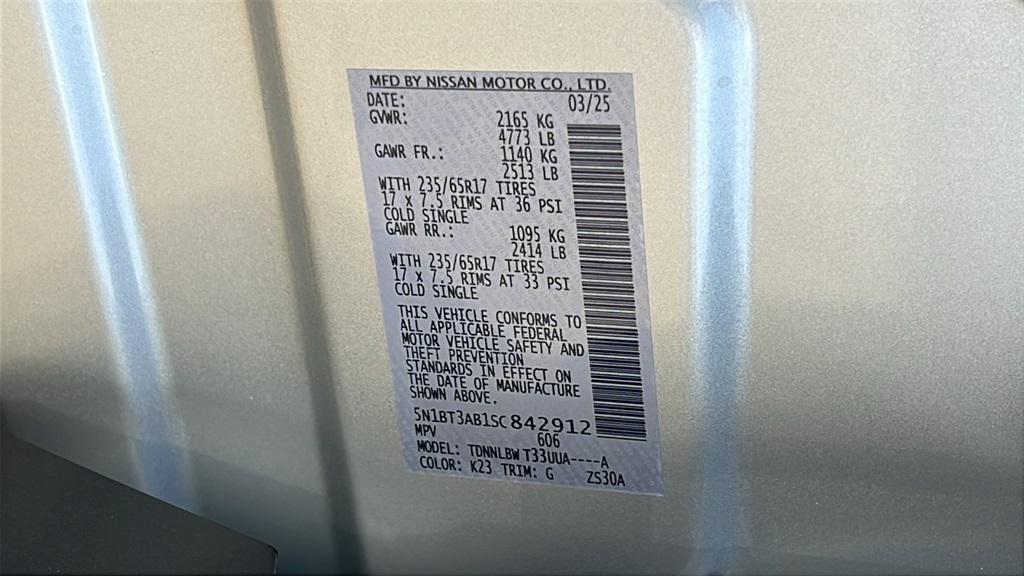 MFD BY NISSAN MOTOR CO., LTD.
DATE: 03/25
GVWR: 2165 KG
4773 LB
GAWR FR.: 1140 KG
2513 LB
WITH 235/65R17 TIRES
17 x 7.5 RIMS AT 36 PSI
COLD SINGLE
GAWR RR.: 1095 KG
2414 LB
WITH 235/65R17 TIRES
17 x 7.5 RIMS AT 33 PSI
COLD SINGLE
THIS VEHICLE CONFORMS TO
ALL APPLICABLE FEDERAL
MOTOR VEHICLE SAFETY AND
THEFT PREVENTION
STANDARDS IN EFFECT ON
THE DATE OF MANUFACTURE
SHOWN ABOVE.
5N1BT3AB1SC842912
MPV 606
MODEL: TDNNLBW T33UUA----A
COLOR: K23 TRIM: G ZS30A